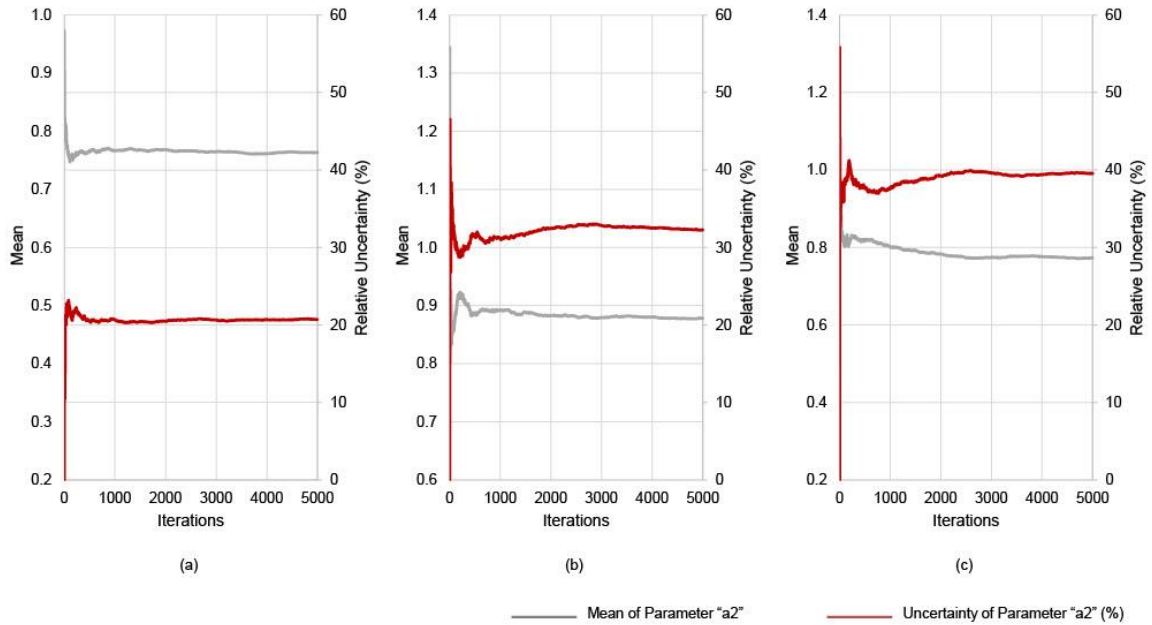 1.0
0.9
0.8
0.7
0.6
0.5
0.4
0.3
0.2
Mean
60
50
40
30
20
10
0
Relative Uncertainty (%)
0 1000 2000 3000 4000 5000
Iterations
(a)
1.4
1.3
1.2
1.1
1.0
0.9
0.8
0.7
0.6
Mean
60
50
40
30
20
10
0
Relative Uncertainty (%)
0 1000 2000 3000 4000 5000
Iterations
(b)
1.4
1.2
1.0
0.8
0.6
0.4
0.2
Mean
60
50
40
30
20
10
0
Relative Uncertainty (%)
0 1000 2000 3000 4000 5000
Iterations
(c)
Mean of Parameter “a2”
Uncertainty of Parameter “a2” (%)